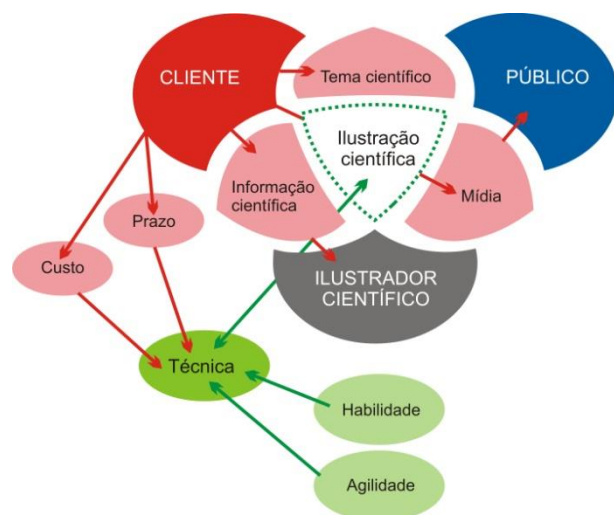 CLIENTE
Tema científico
PÚBLICO
Ilustração
científica
Informação
científica
Mídia
Prazo
Custo
ILUSTRADOR
CIENTÍFICO
Técnica
Habilidade
Agilidade